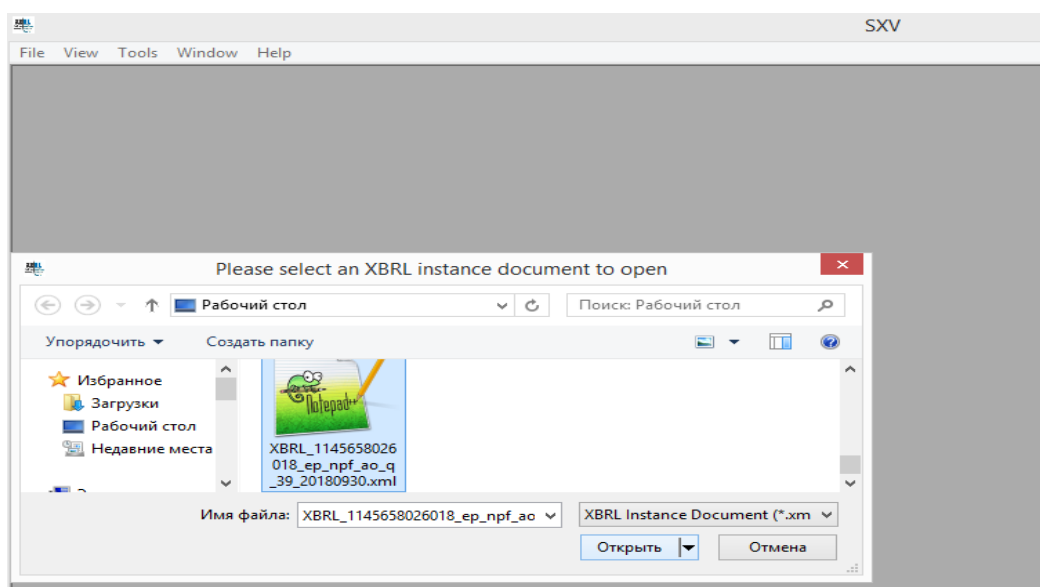 SXV
File View Tools Window Help
Please select an XBRL instance document to open
Рабочий стол
Поиск: Рабочий стол
Упорядочить Создать папку
Избранное
Загрузки
Рабочий стол
Недавние места
Notepad++
XBRL_1145658026
018_ep_npf_ao_q
_39_20180930.xml
Имя файла: XBRL_1145658026018_ep_npf_ao XBRL Instance Document (*.xm
Открыть Отмена